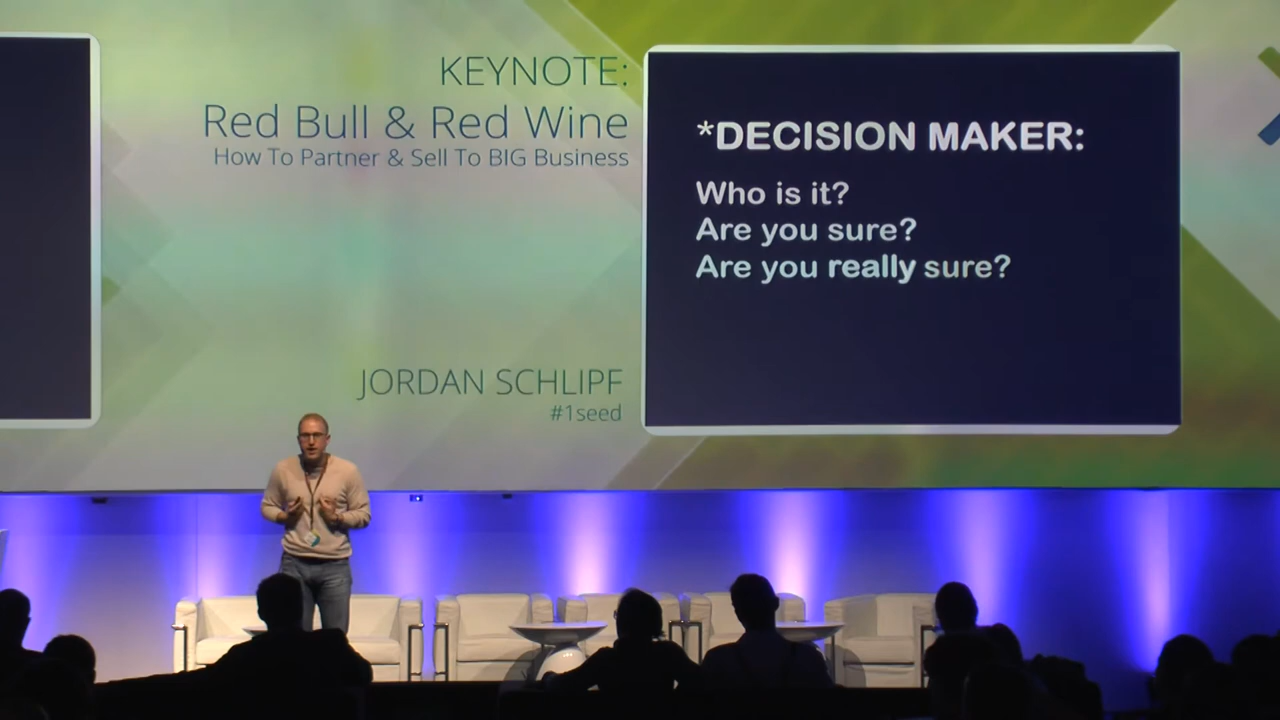 KEYNOTE:
Red Bull & Red Wine
How To Partner & Sell To BIG Business
JORDAN SCHLIPF
#1seed
*DECISION MAKER:
Who is it?
Are you sure?
Are you really sure?